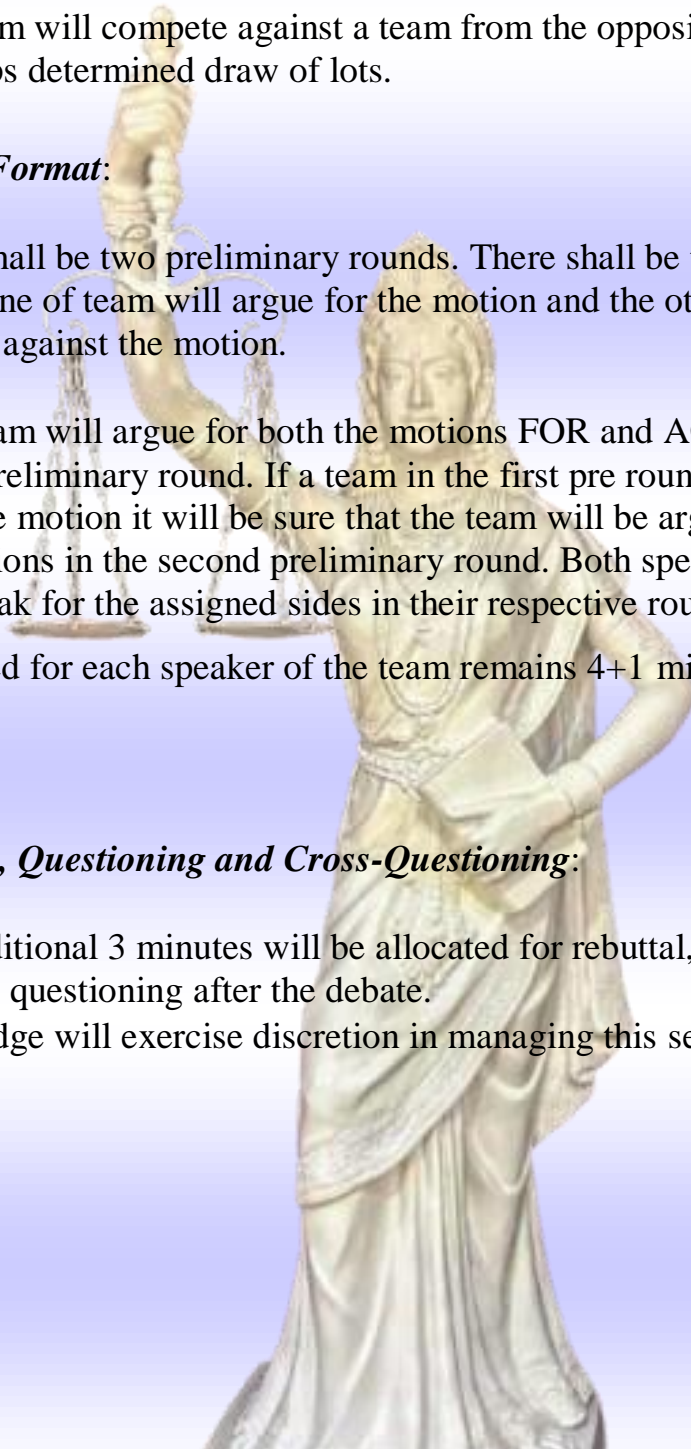 m will compete against a team from the opposi
os determined draw of lots.
Format:
hall be two preliminary rounds. There shall be
ne of team will argue for the motion and the ot
against the motion.
am will argue for both the motions FOR and A
reliminary round. If a team in the first pre roun
e motion it will be sure that the team will be arg
ions in the second preliminary round. Both spe
ak for the assigned sides in their respective rou
ed for each speaker of the team remains 4+1 mi
, Questioning and Cross-Questioning:
ditional 3 minutes will be allocated for rebuttal,
questioning after the debate.
dge will exercise discretion in managing this se